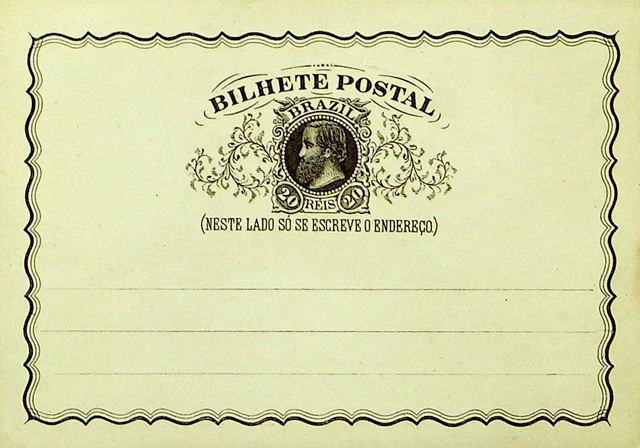 BILHETE POSTAL
BRAZIL
20 RÉIS 20
(NESTE LADO SÓ SE ESCREVE O ENDEREÇO.)